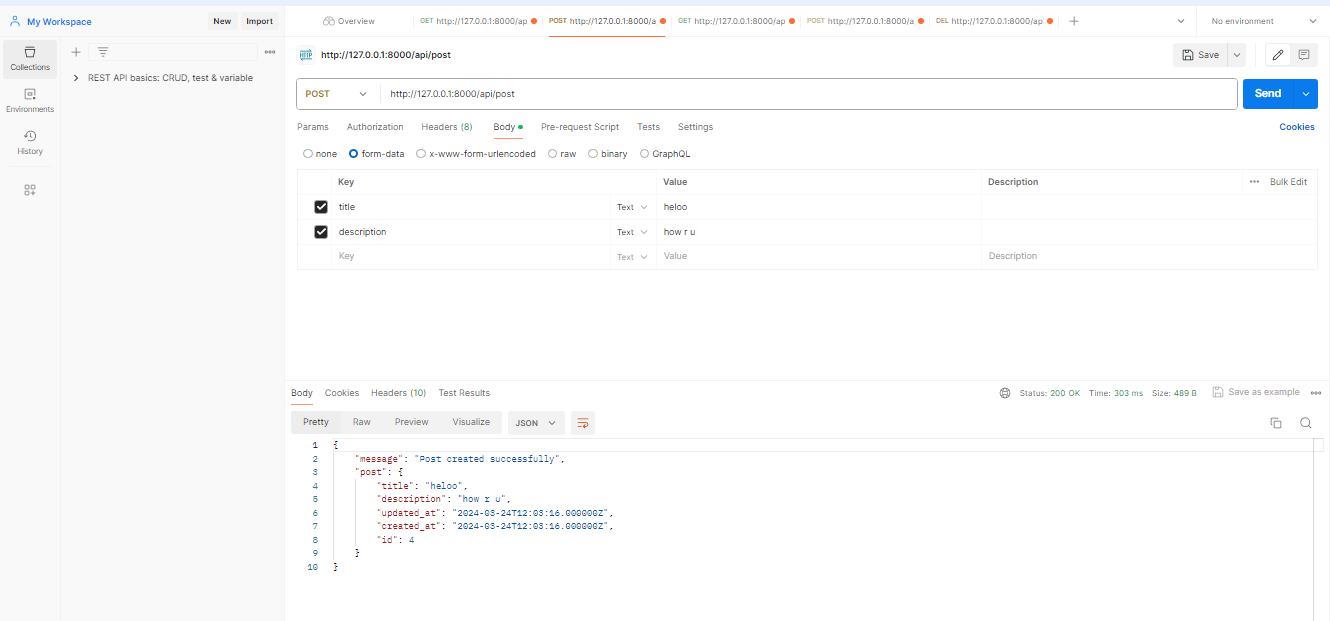 My Workspace
New
Import
Overview
GET http://127.0.0.1:8000/ap
POST http://127.0.0.1:8000/a
GET http://127.0.0.1:8000/ap
POST http://127.0.0.1:8000/a
DEL http://127.0.0.1:8000/ap
No environment
Collections
Environments
History
REST API basics: CRUD, test & variable
http://127.0.0.1:8000/api/post
Save
POST
http://127.0.0.1:8000/api/post
Send
Params
Authorization
Headers (8)
Body
Pre-request Script
Tests
Settings
Cookies
none
form-data
x-www-form-urlencoded
raw
binary
GraphQL
Key
Value
Description
Bulk Edit
title
Text
heloo
description
Text
how r u
Key
Text
Value
Description
Body
Cookies
Headers (10)
Test Results
Status: 200 OK
Time: 303 ms
Size: 489 B
Save as example
Pretty
Raw
Preview
Visualize
JSON
1 {
2 "message": "Post created successfully",
3 "post": {
4 "title": "heloo",
5 "description": "how r u",
6 "updated_at": "2024-03-24T12:03:16.000000Z",
7 "created_at": "2024-03-24T12:03:16.000000Z",
8 "id": 4
9 }
10 }